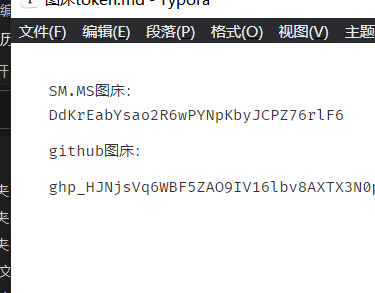 图床token.md - Typora
文件(F) 编辑(E) 段落(P) 格式(O) 视图(V) 主题
SM.MS图床：
DdKrEabYsao2R6wPYNpKbyJCPZ76rlF6
github图床：
ghp_HJNjsVq6WBF5ZAO9IV16lbv8AXTX3N0p